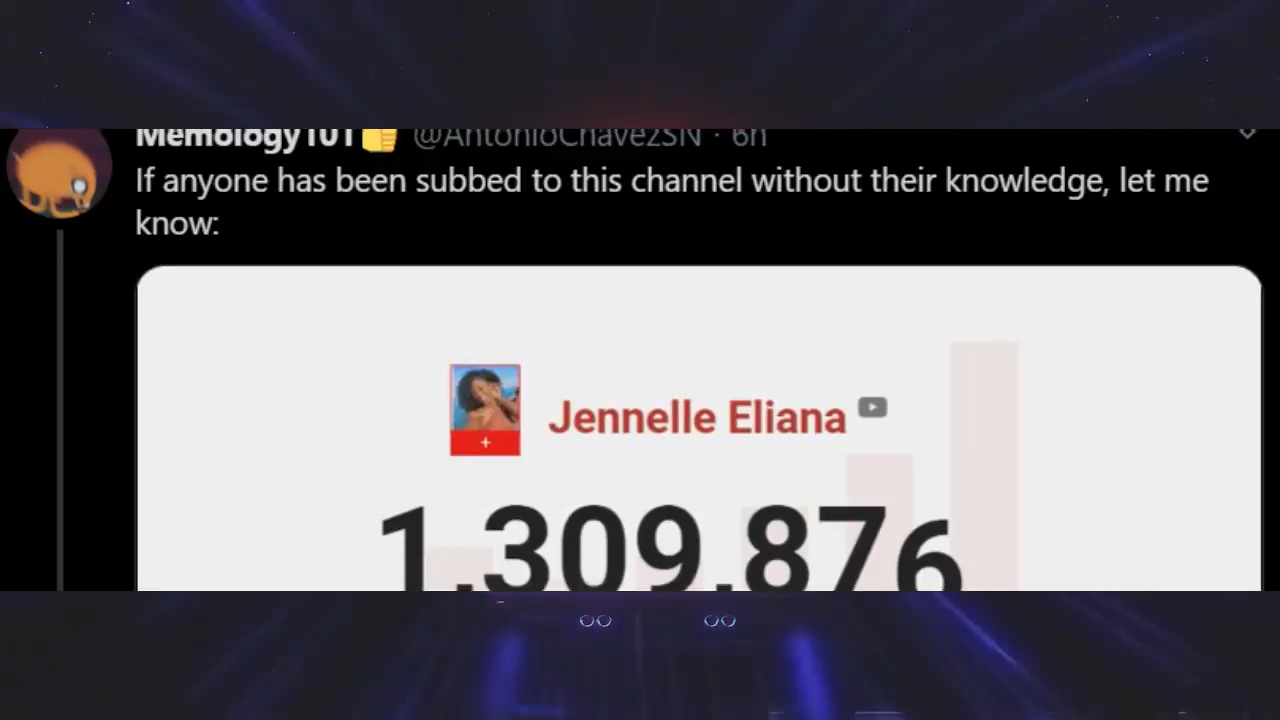 Memology101👍 @AntonioChavezSN · 6h
If anyone has been subbed to this channel without their knowledge, let me
know:
Jennelle Eliana
+
1,309,876